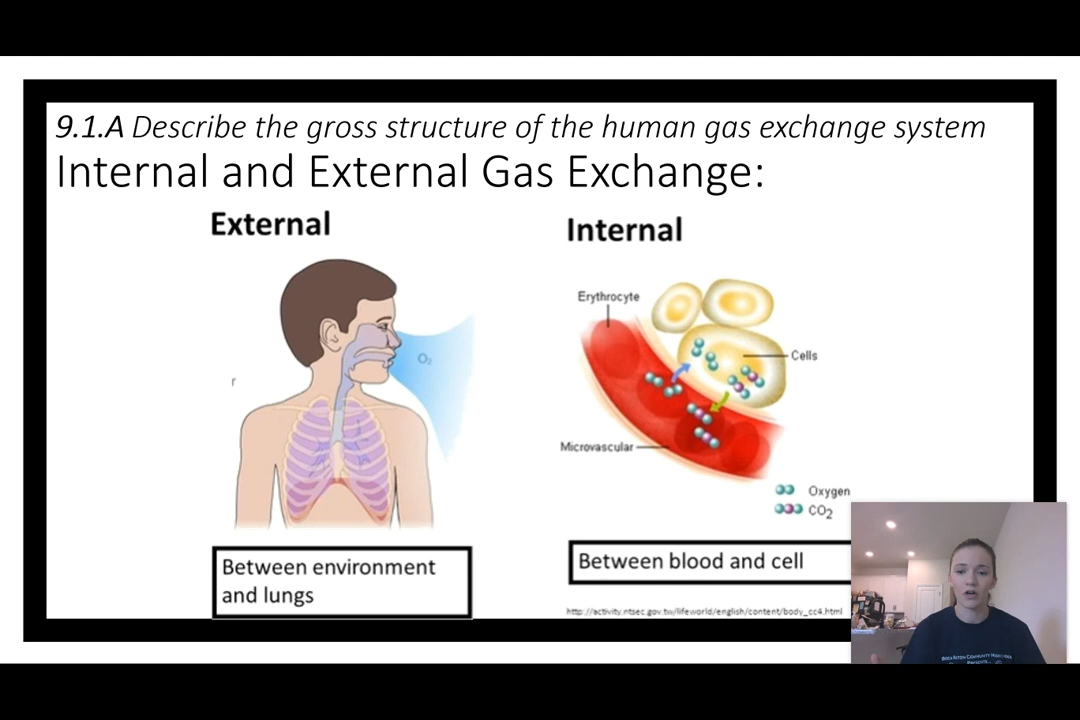 9.1.A Describe the gross structure of the human gas exchange system
Internal and External Gas Exchange:
External
Internal
O₂
r
Erythrocyte
Cells
Microvascular
Oxygen
CO₂
Between environment
and lungs
Between blood and cell
http://activity.ntsec.gov.tw/lifeworld/english/content/body_cc4.html